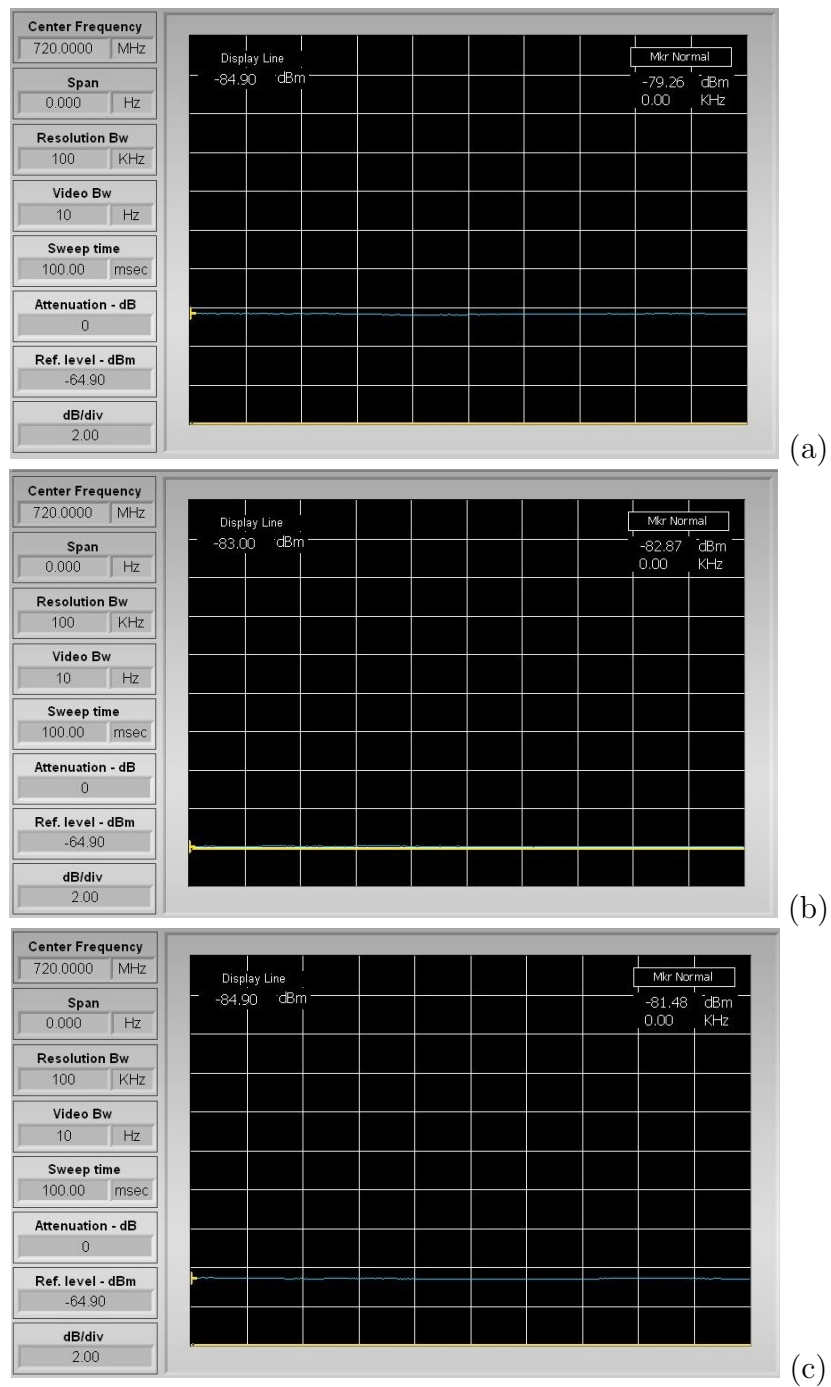 Center Frequency
720.0000 MHz
Span
0.000 Hz
Resolution Bw
100 KHz
Video Bw
10 Hz
Sweep time
100.00 msec
Attenuation - dB
0
Ref. level - dBm
-64.90
dB/div
2.00
Display Line
-84.90 dBm
Mkr Normal
-79.26 dBm
0.00 KHz
(a)
Center Frequency
720.0000 MHz
Span
0.000 Hz
Resolution Bw
100 KHz
Video Bw
10 Hz
Sweep time
100.00 msec
Attenuation - dB
0
Ref. level - dBm
-64.90
dB/div
2.00
Display Line
-83.00 dBm
Mkr Normal
-82.87 dBm
0.00 KHz
(b)
Center Frequency
720.0000 MHz
Span
0.000 Hz
Resolution Bw
100 KHz
Video Bw
10 Hz
Sweep time
100.00 msec
Attenuation - dB
0
Ref. level - dBm
-64.90
dB/div
2.00
Display Line
-84.90 dBm
Mkr Normal
-81.48 dBm
0.00 KHz
(c)